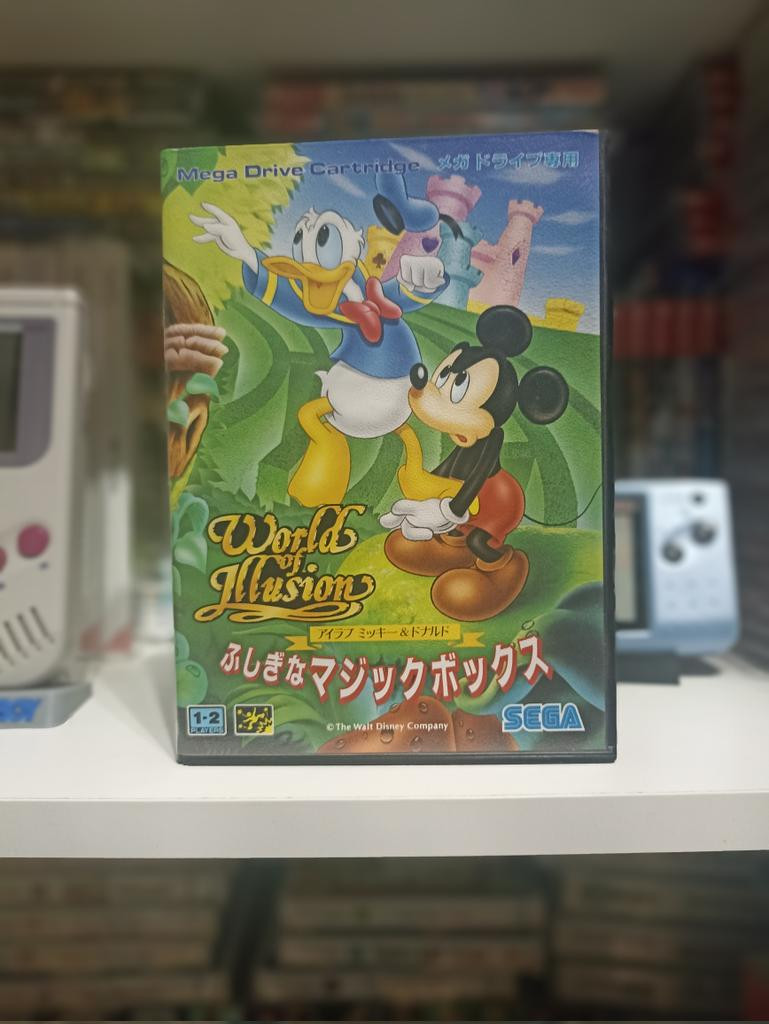 Mega Drive Cartridge メガドライブ専用
World
of
Illusion
アイラブ ミッキー&ドナルド
ふしぎなマジックボックス
1-2
PLAYERS
© The Walt Disney Company
SEGA